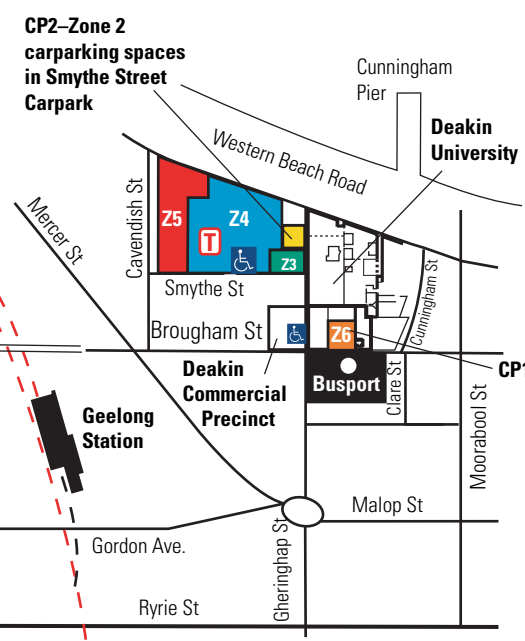 CP2–Zone 2
carparking spaces
in Smythe Street
Carpark
Cunningham
Pier
Deakin
University
Western Beach Road
Cavendish St
Mercer St
Z5
Z4
T
Z3
Smythe St
Cunningham St
Brougham St
Z6
CP1
Deakin
Commercial
Precinct
Busport
Clare St
Moorabool St
Geelong
Station
Malop St
Gheringhap St
Gordon Ave.
Ryrie St